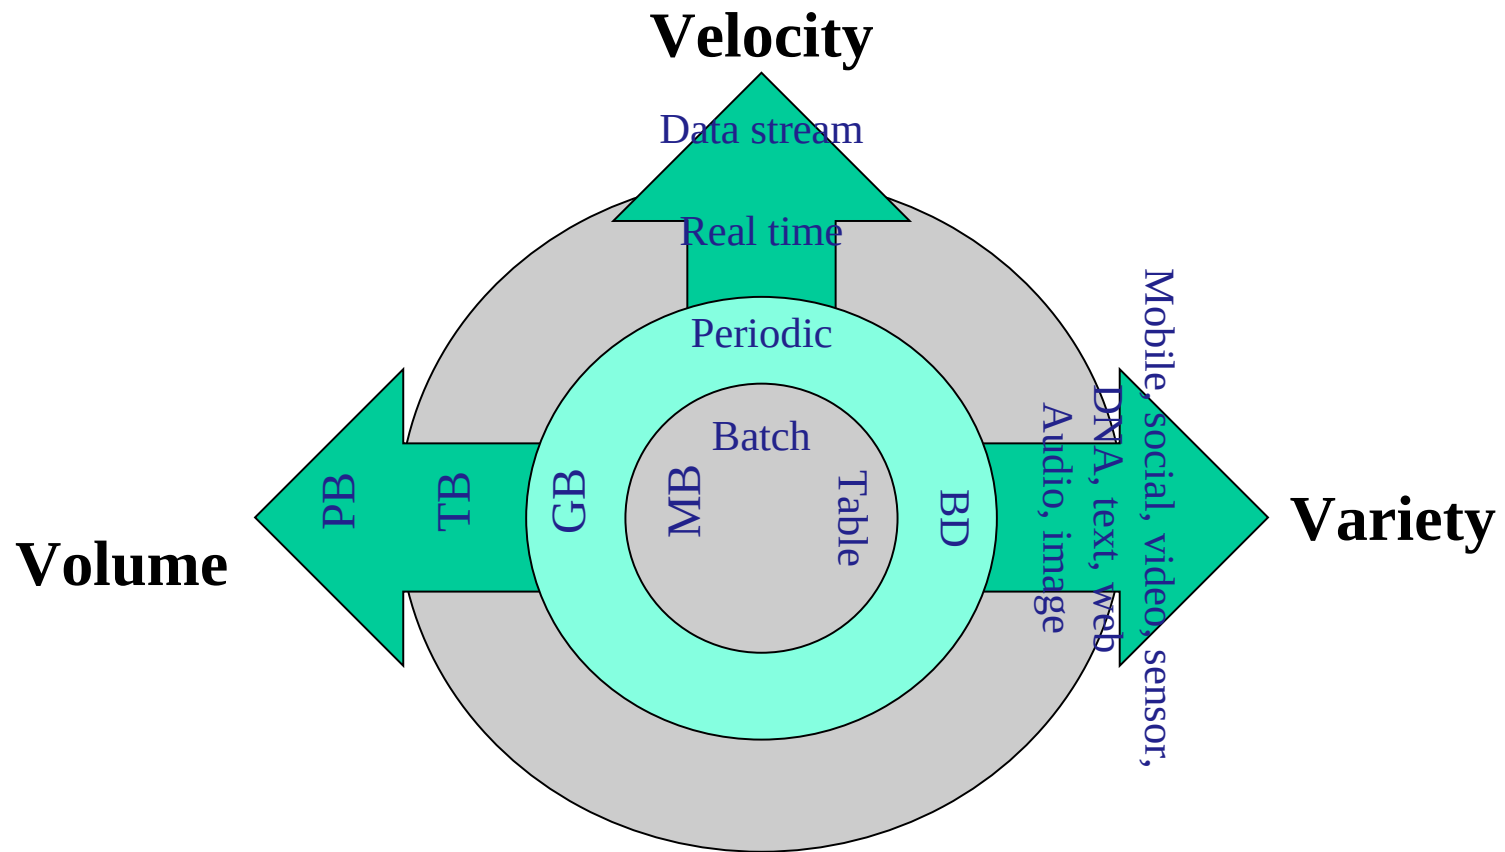 Velocity
Data stream
Real time
Periodic
Batch
Volume
PB
TB
GB
MB
Table
BD
Audio, image
DNA, text, web
Mobile, social, video, sensor,
Variety